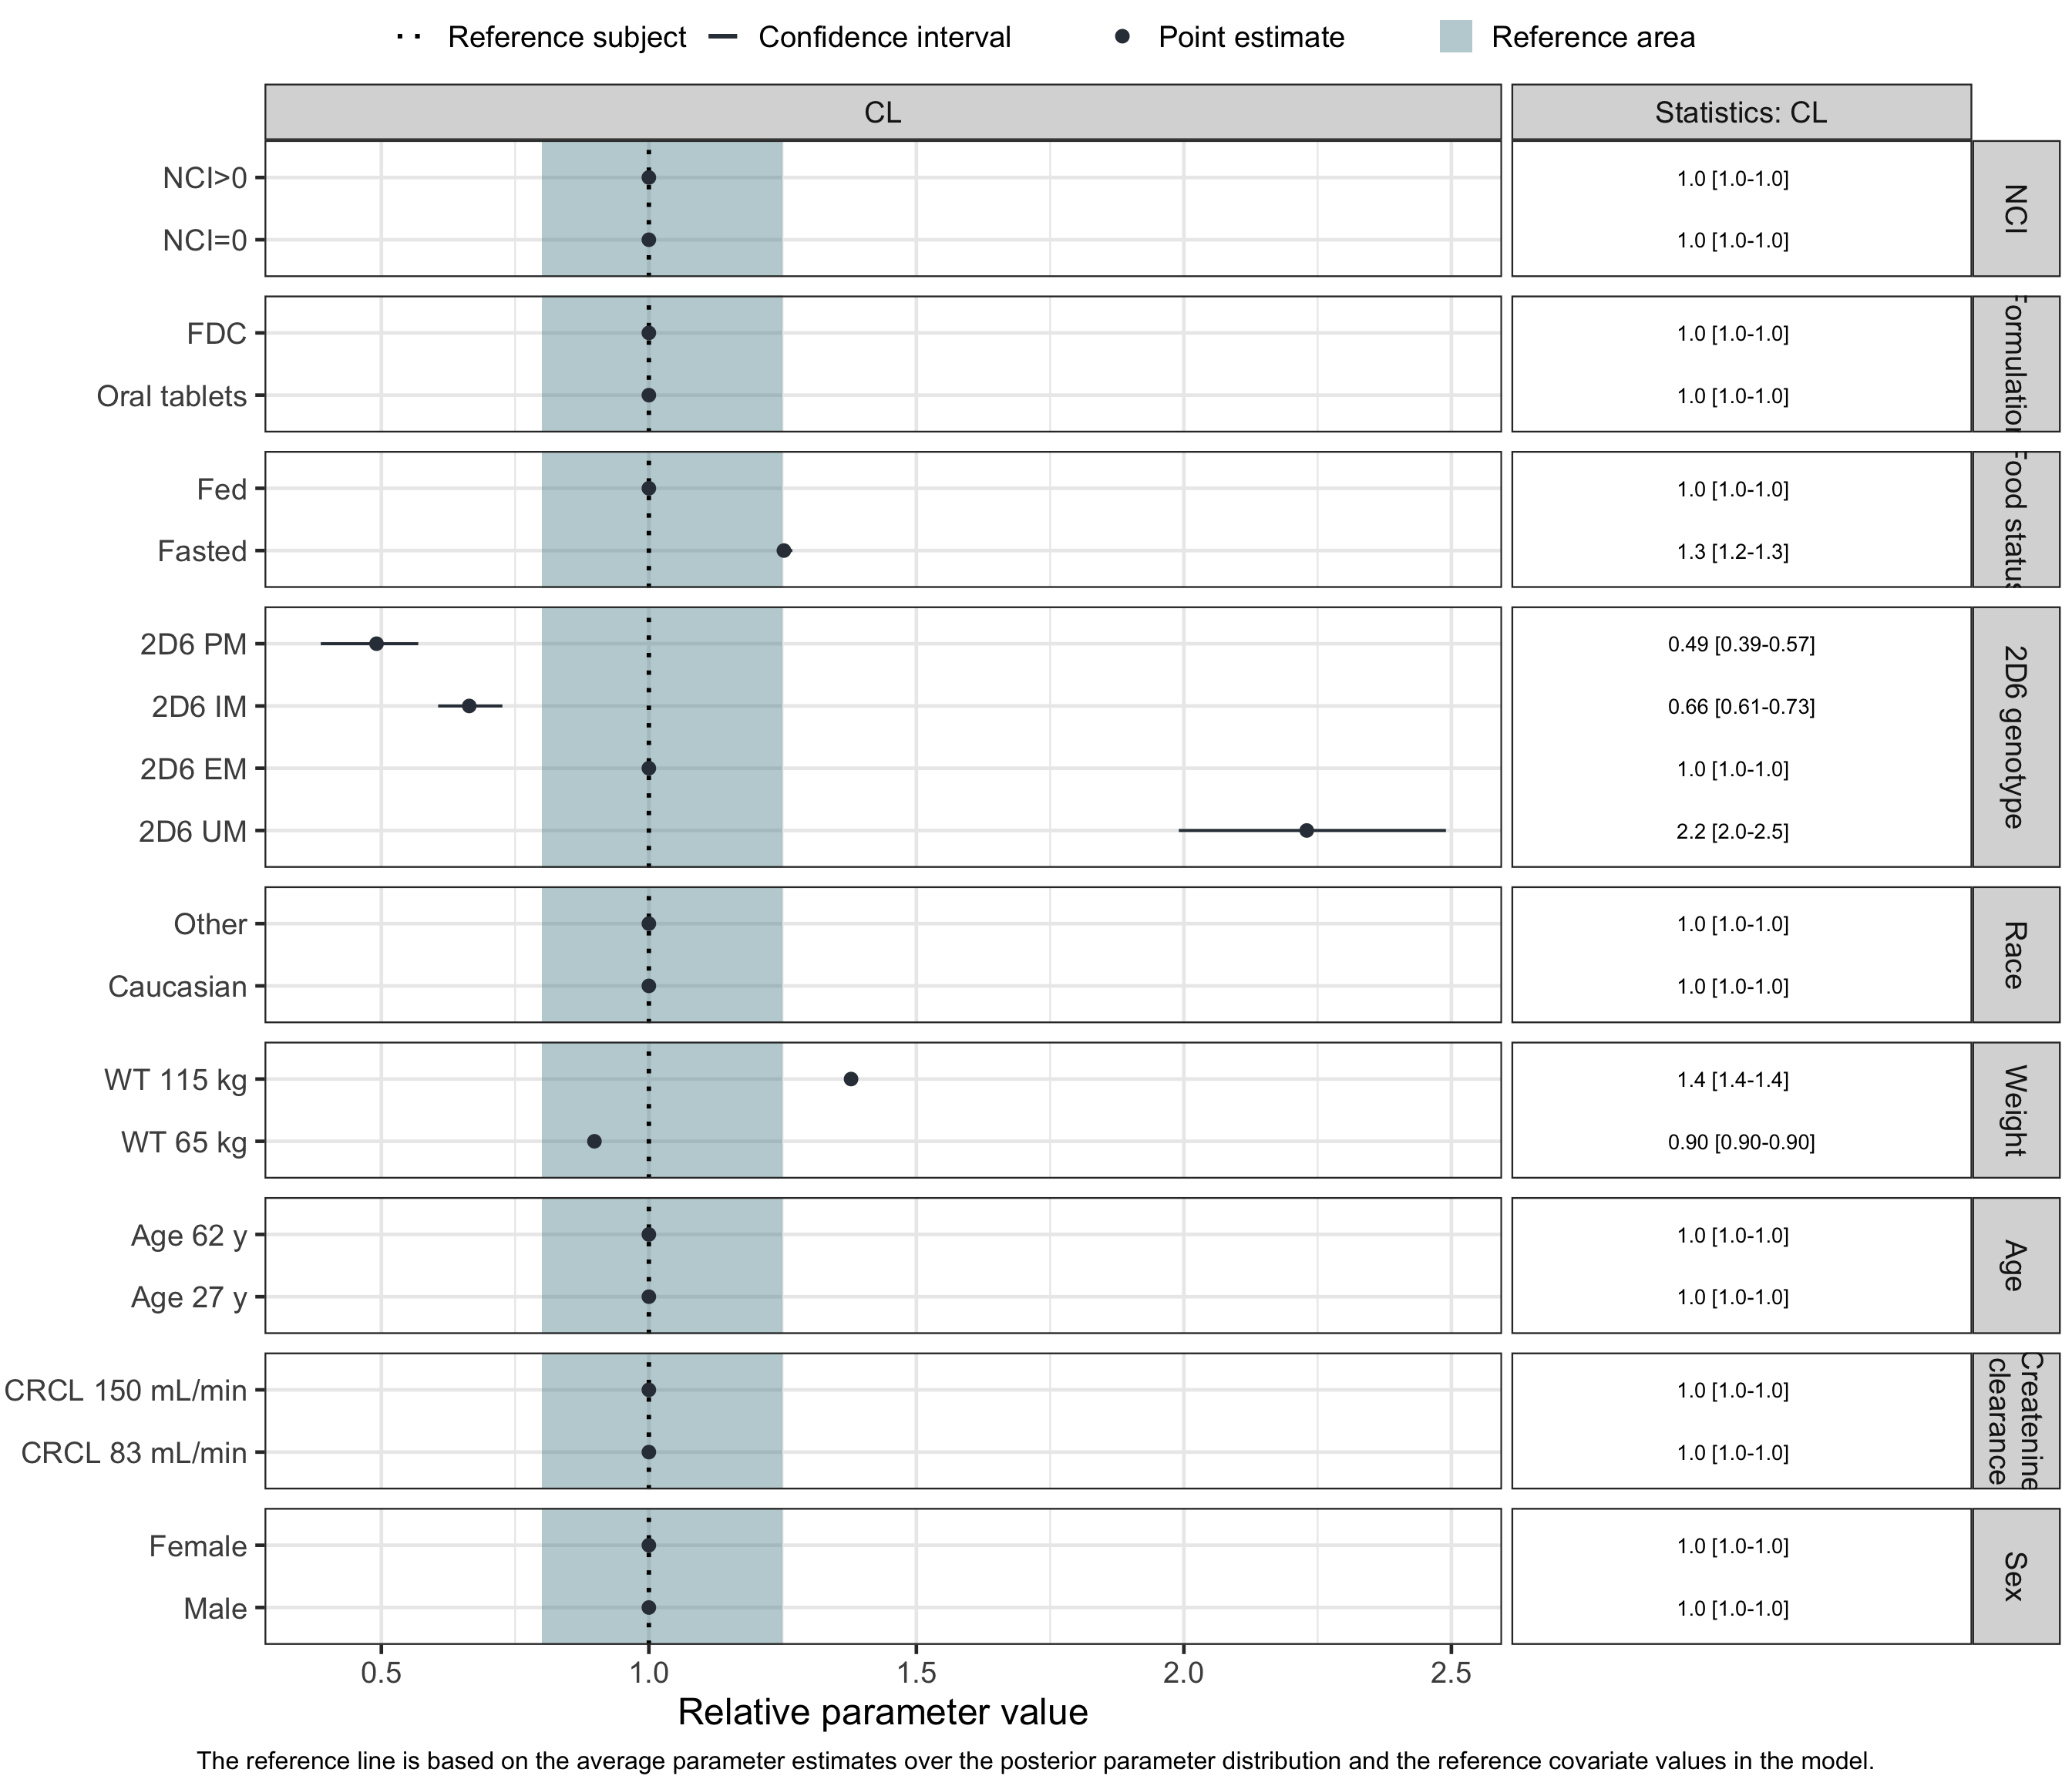 Reference subject Confidence interval Point estimate Reference area
CL Statistics: CL
NCI>0 1.0 [1.0-1.0]
NCI=0 1.0 [1.0-1.0]
NCI
FDC 1.0 [1.0-1.0]
Oral tablets 1.0 [1.0-1.0]
Formulation
Fed 1.0 [1.0-1.0]
Fasted 1.3 [1.2-1.3]
Food status
2D6 PM 0.49 [0.39-0.57]
2D6 IM 0.66 [0.61-0.73]
2D6 EM 1.0 [1.0-1.0]
2D6 UM 2.2 [2.0-2.5]
2D6 genotype
Other 1.0 [1.0-1.0]
Caucasian 1.0 [1.0-1.0]
Race
WT 115 kg 1.4 [1.4-1.4]
WT 65 kg 0.90 [0.90-0.90]
Weight
Age 62 y 1.0 [1.0-1.0]
Age 27 y 1.0 [1.0-1.0]
Age
CRCL 150 mL/min 1.0 [1.0-1.0]
CRCL 83 mL/min 1.0 [1.0-1.0]
Createnine
clearance
Female 1.0 [1.0-1.0]
Male 1.0 [1.0-1.0]
Sex
0.5 1.0 1.5 2.0 2.5
Relative parameter value
The reference line is based on the average parameter estimates over the posterior parameter distribution and the reference covariate values in the model.